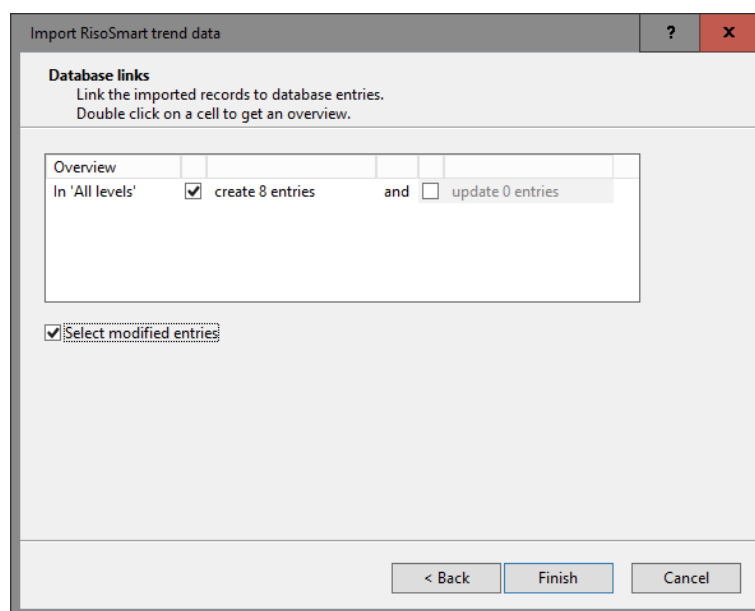 Import RisoSmart trend data ? x
Database links
Link the imported records to database entries.
Double click on a cell to get an overview.
Overview
In 'All levels' create 8 entries and update 0 entries
Select modified entries
< Back Finish Cancel